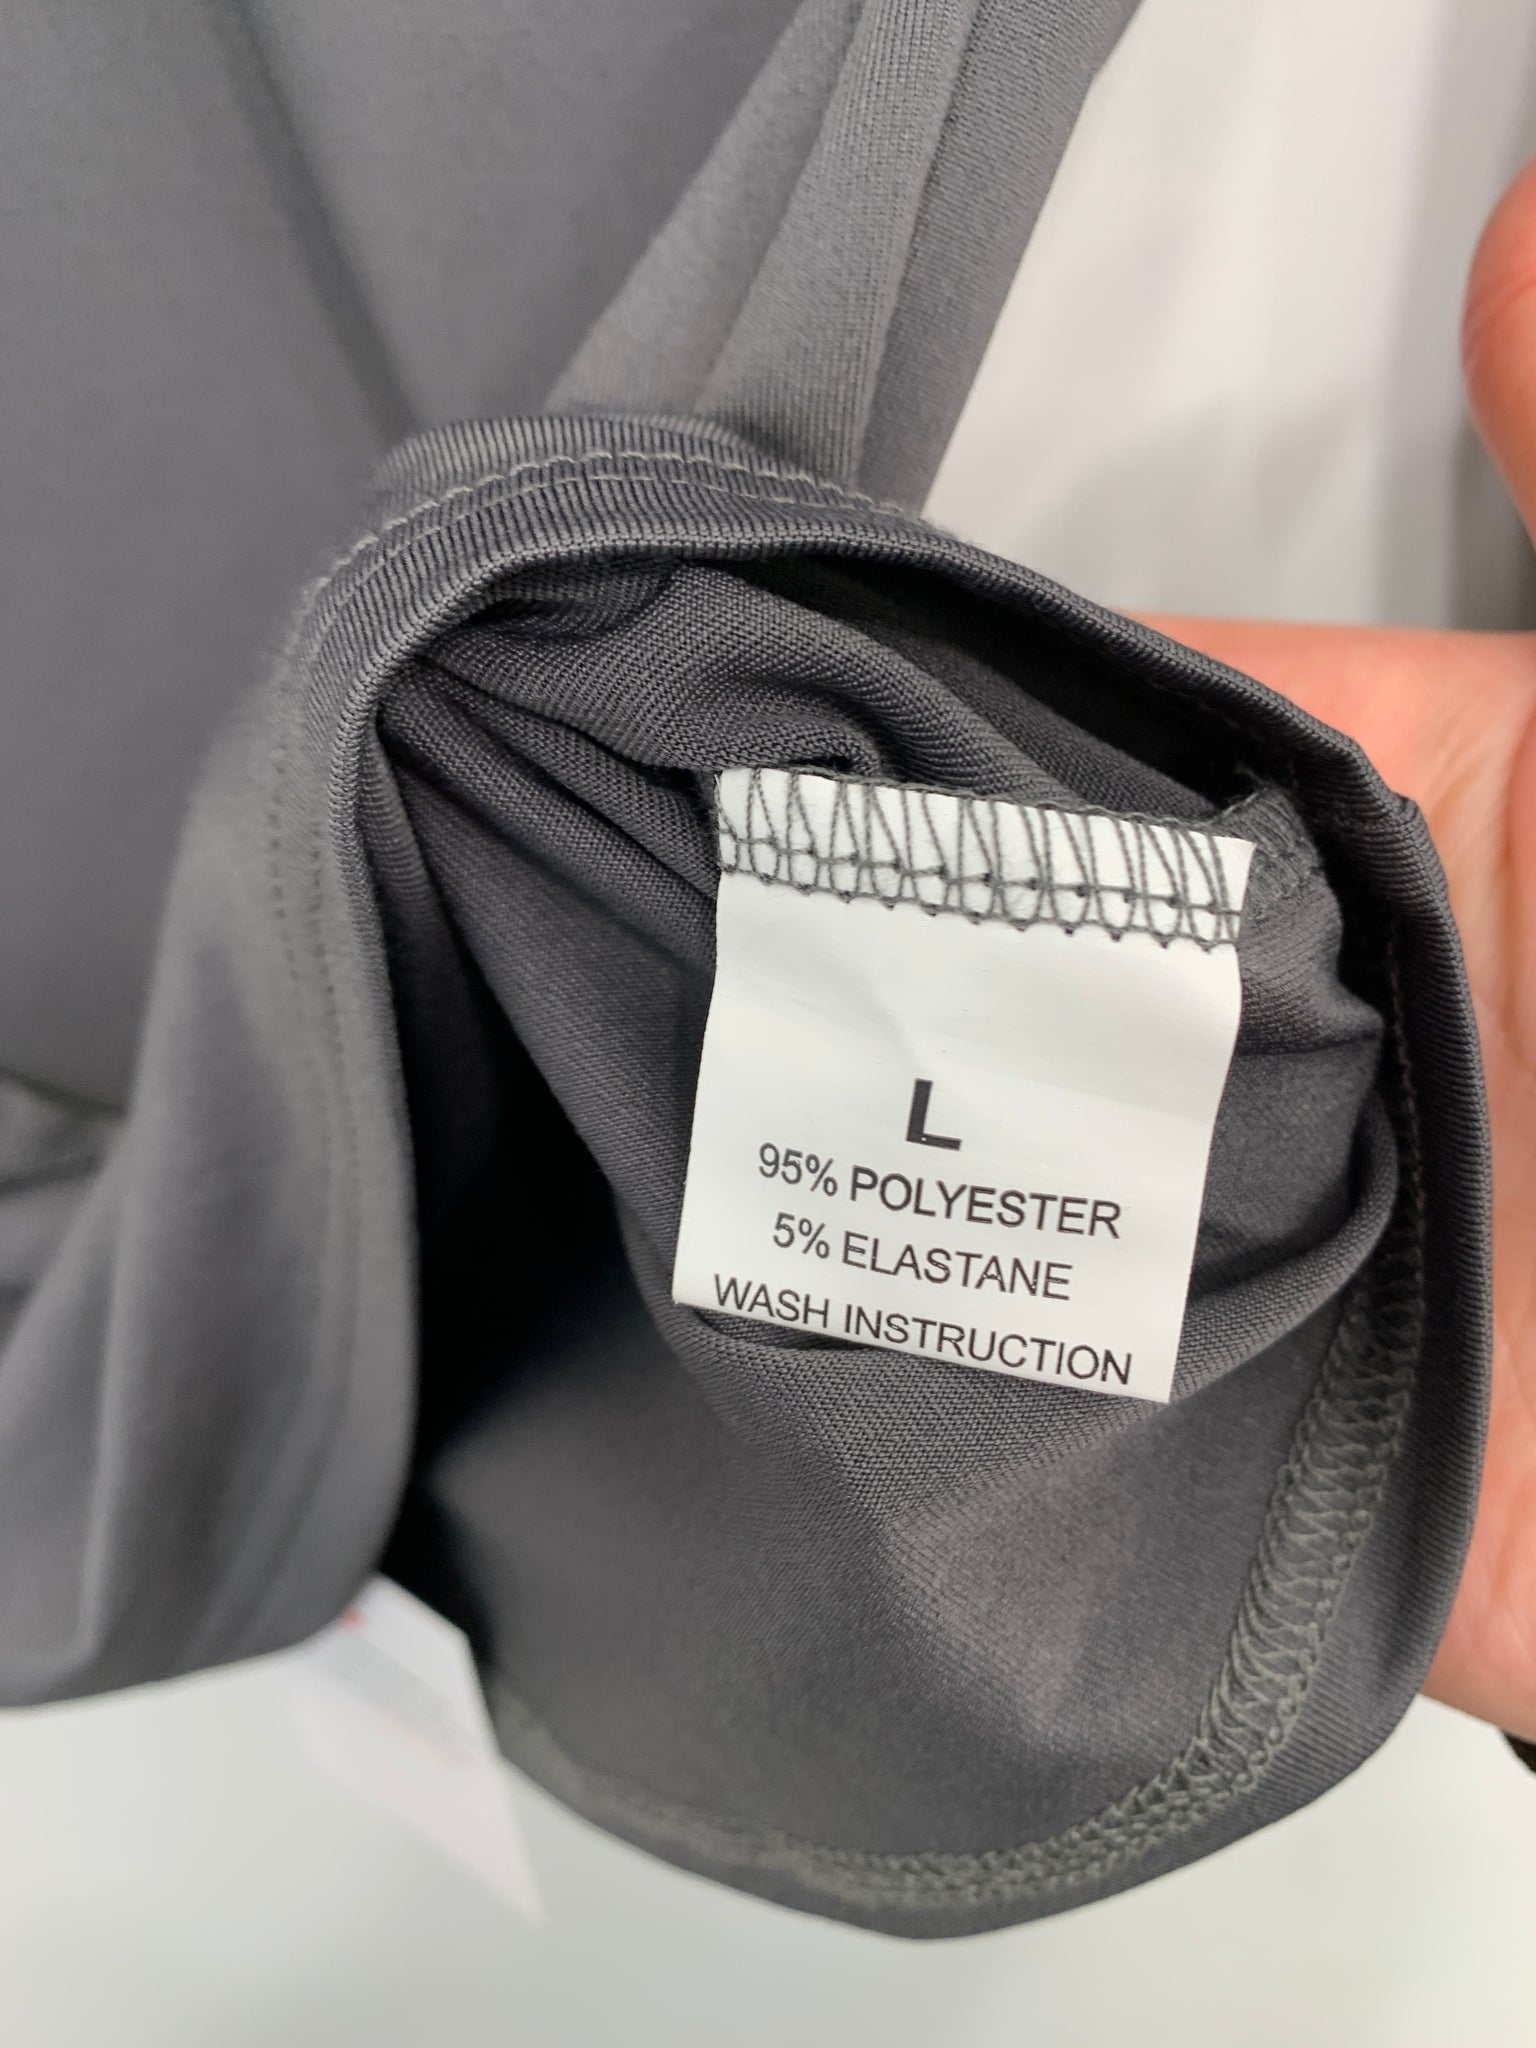 L
95% POLYESTER
5% ELASTANE
WASH INSTRUCTION